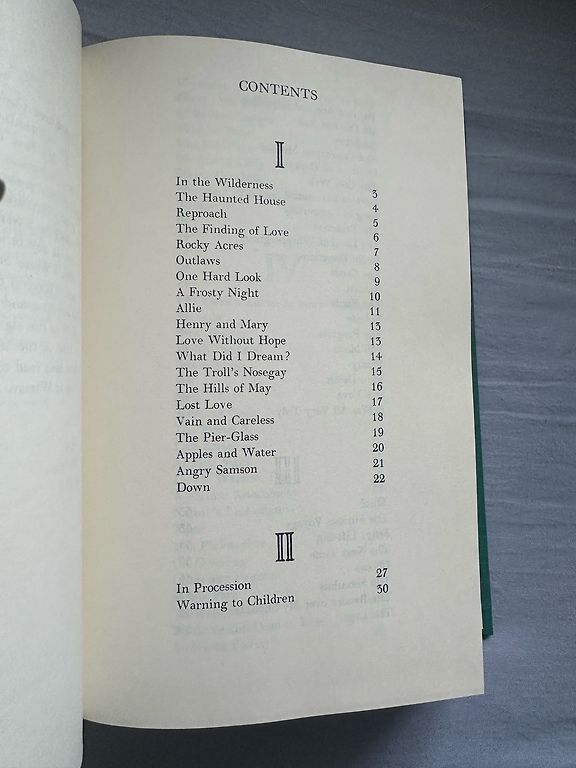 CONTENTS
I
In the Wilderness 3
The Haunted House 4
Reproach 5
The Finding of Love 6
Rocky Acres 7
Outlaws 8
One Hard Look 9
A Frosty Night 10
Allie 11
Henry and Mary 13
Love Without Hope 13
What Did I Dream? 14
The Troll's Nosegay 15
The Hills of May 16
Lost Love 17
Vain and Careless 18
The Pier-Glass 19
Apples and Water 20
Angry Samson 21
Down 22
II
In Procession 27
Warning to Children 30